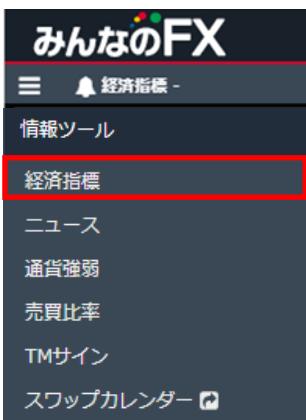 みんなのFX
経済指標 -
情報ツール
経済指標
ニュース
通貨強弱
売買比率
TMサイン
スワップカレンダー